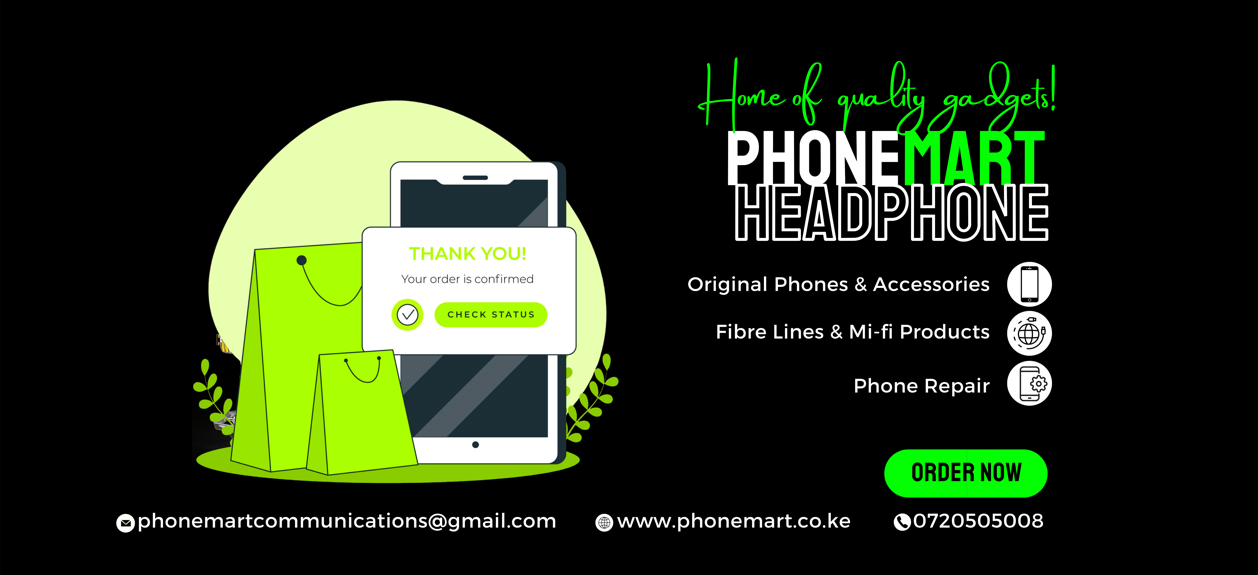 Home of quality gadgets!
PHONEMART
HEADPHONE
THANK YOU!
Your order is confirmed
CHECK STATUS
Original Phones & Accessories
Fibre Lines & Mi-fi Products
Phone Repair
ORDER NOW
phonemartcommunications@gmail.com www.phonemart.co.ke 0720505008